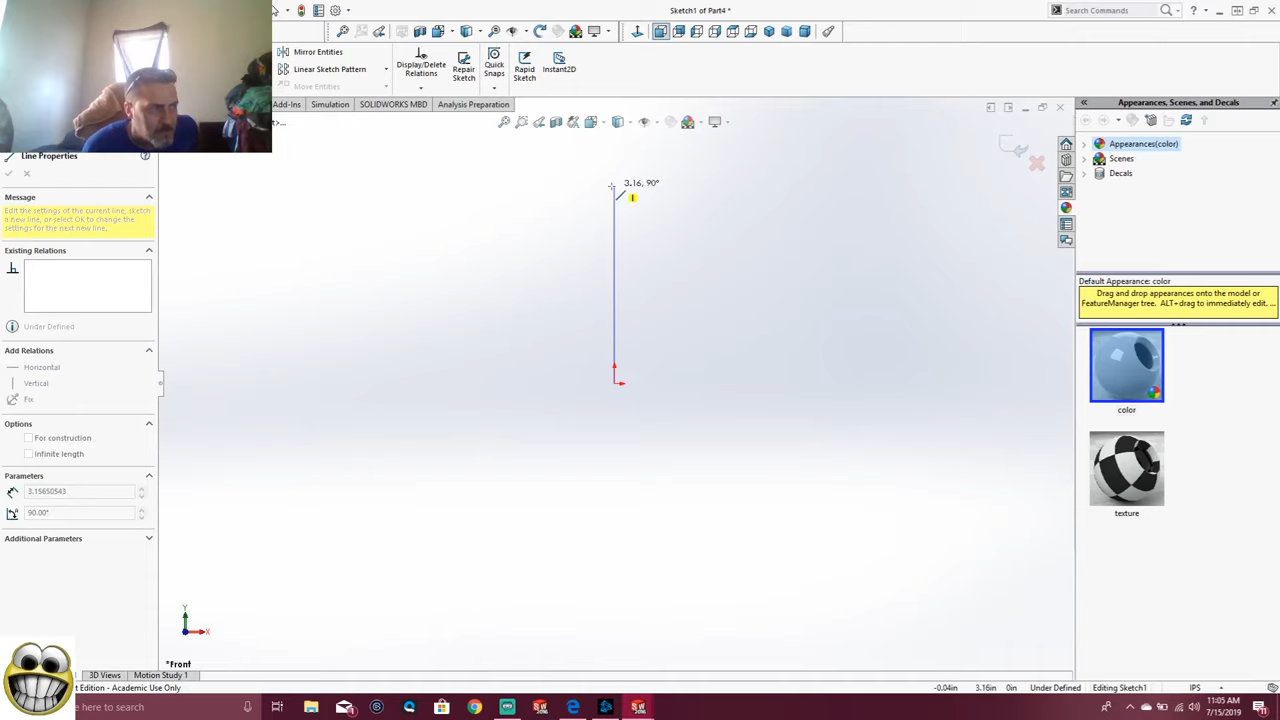 Sketch1 of Part4 *
Search Commands
Mirror Entities
Linear Sketch Pattern
Move Entities
Display/Delete
Relations
Repair
Sketch
Quick
Snaps
Rapid
Sketch
Instant2D
Add-Ins
Simulation
SOLIDWORKS MBD
Analysis Preparation
t>...
Line Properties
Message
Edit the settings of the current line, sketch
a new line, or select OK to change the
settings for the next new line.
Existing Relations
Under Defined
Add Relations
Horizontal
Vertical
Fix
Options
For construction
Infinite length
Parameters
3.15650543
90.00°
Additional Parameters
3.16, 90°
Y
X
*Front
Appearances, Scenes, and Decals
Appearances(color)
Scenes
Decals
Default Appearance: color
Drag and drop appearances onto the model or
FeatureManager tree. ALT+drag to immediately edit. ...
color
texture
3D Views
Motion Study 1
t Edition - Academic Use Only
-0.04in
3.16in
0in
Under Defined
Editing Sketch1
IPS
here to search
11:05 AM
7/15/2019